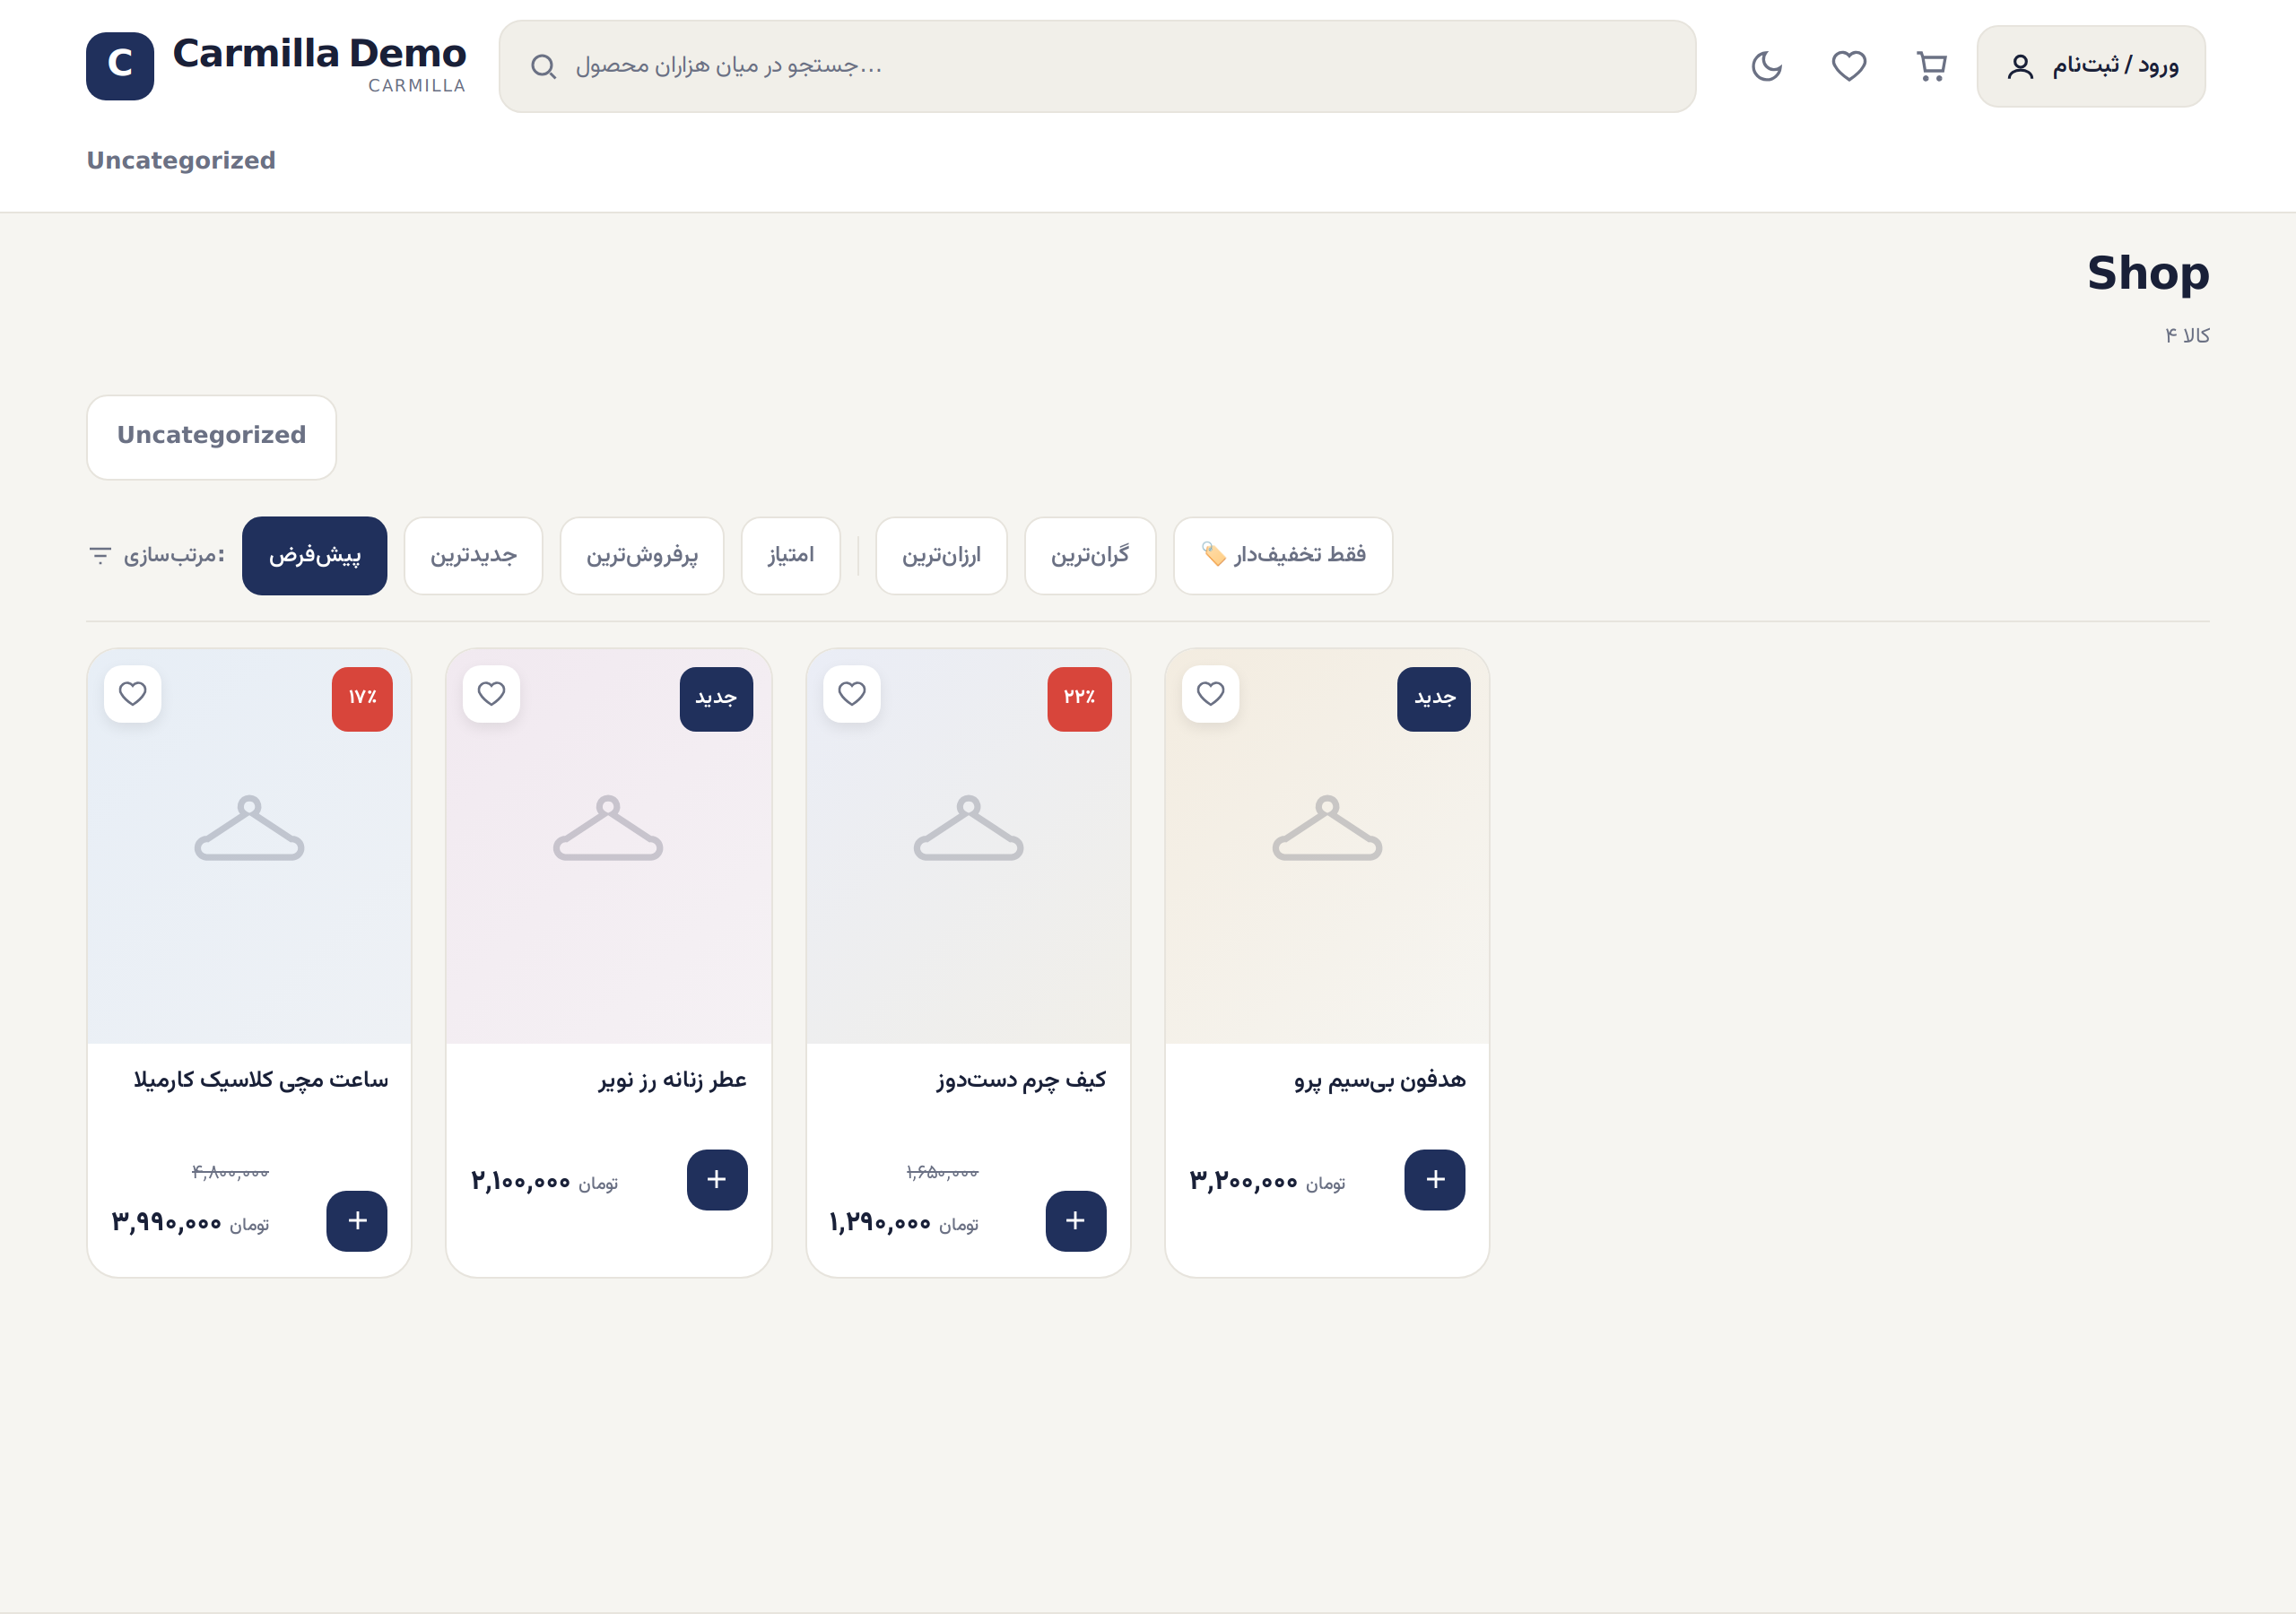 C
Carmilla Demo
CARMILLA
جستجو در میان هزاران محصول...
ورود / ثبت‌نام
Uncategorized
Shop
۴ کالا
Uncategorized
مرتب‌سازی:
پیش‌فرض
جدیدترین
پرفروش‌ترین
امتیاز
ارزان‌ترین
گران‌ترین
🏷️ فقط تخفیف‌دار
۱۷٪
جدید
۲۲٪
جدید
ساعت مچی کلاسیک کارمیلا
۴,۸۰۰,۰۰۰
۳,۹۹۰,۰۰۰ تومان
+
عطر زنانه رز نویر
۲,۱۰۰,۰۰۰ تومان
+
کیف چرم دست‌دوز
۱,۶۵۰,۰۰۰
۱,۲۹۰,۰۰۰ تومان
+
هدفون بی‌سیم پرو
۳,۲۰۰,۰۰۰ تومان
+